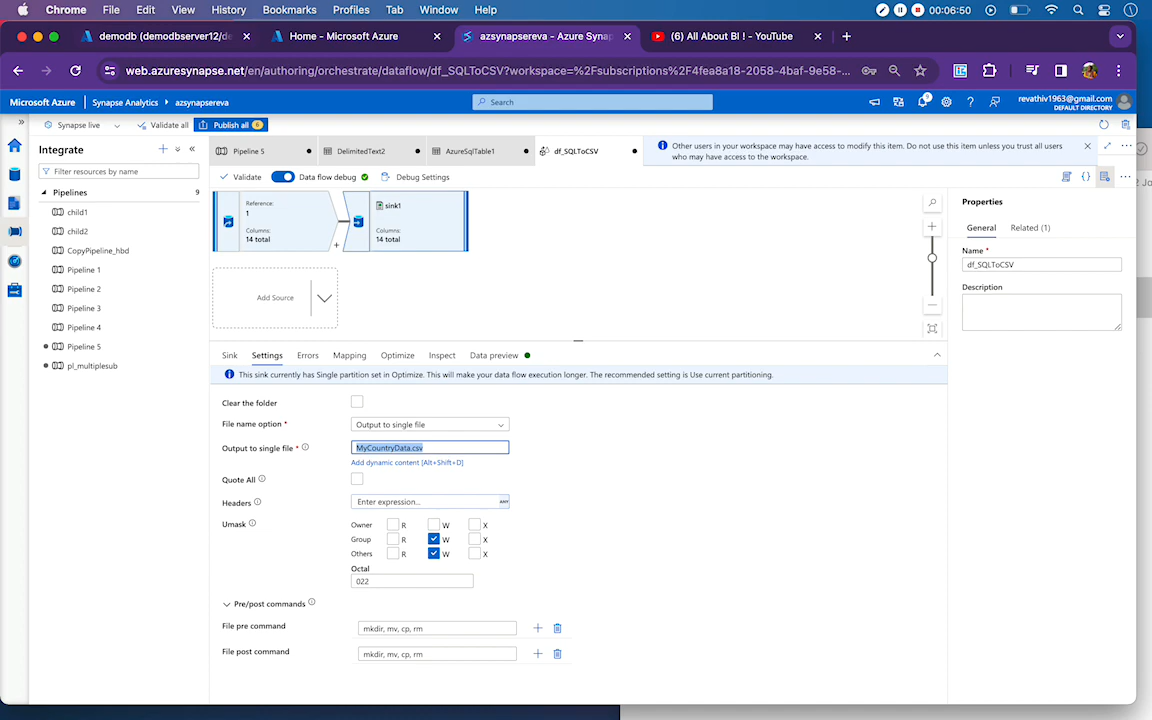 Chrome File Edit View History Bookmarks Profiles Tab Window Help 00:06:50
demodb (demodbserver12/de
Home - Microsoft Azure
azsynapsereva - Azure Synap
(6) All About BI ! - YouTube
web.azuresynapse.net/en/authoring/orchestrate/dataflow/df_SQLToCSV?workspace=%2Fsubscriptions%2F4fea8a18-2058-4baf-9e58-...
Microsoft Azure Synapse Analytics azsynapsereva
Search
revathiv1963@gmail.com
DEFAULT DIRECTORY
Synapse live
Validate all
Publish all 6
Integrate
Filter resources by name
Pipelines 9
child1
child2
CopyPipeline_hbd
Pipeline 1
Pipeline 2
Pipeline 3
Pipeline 4
Pipeline 5
pl_multiplesub
Pipeline 5
DelimitedText2
AzureSqlTable1
df_SQLToCSV
Other users in your workspace may have access to modify this item. Do not use this item unless you trust all
users who may have access to the workspace.
Validate
Data flow debug
Debug Settings
Reference:
1
Columns:
14 total
sink1
Columns:
14 total
Add Source
Sink Settings Errors Mapping Optimize Inspect Data preview
This sink currently has Single partition set in Optimize. This will make your data flow execution longer. The recommended setting is Use current partitioning.
Clear the folder
File name option * Output to single file
Output to single file * MyCountryData.csv
Add dynamic content [Alt+Shift+D]
Quote All
Headers Enter expression... ANY
Umask Owner R W X
Group R W X
Others R W X
Octal
022
Pre/post commands
File pre command mkdir, mv, cp, rm
File post command mkdir, mv, cp, rm
Properties
General Related (1)
Name *
df_SQLToCSV
Description